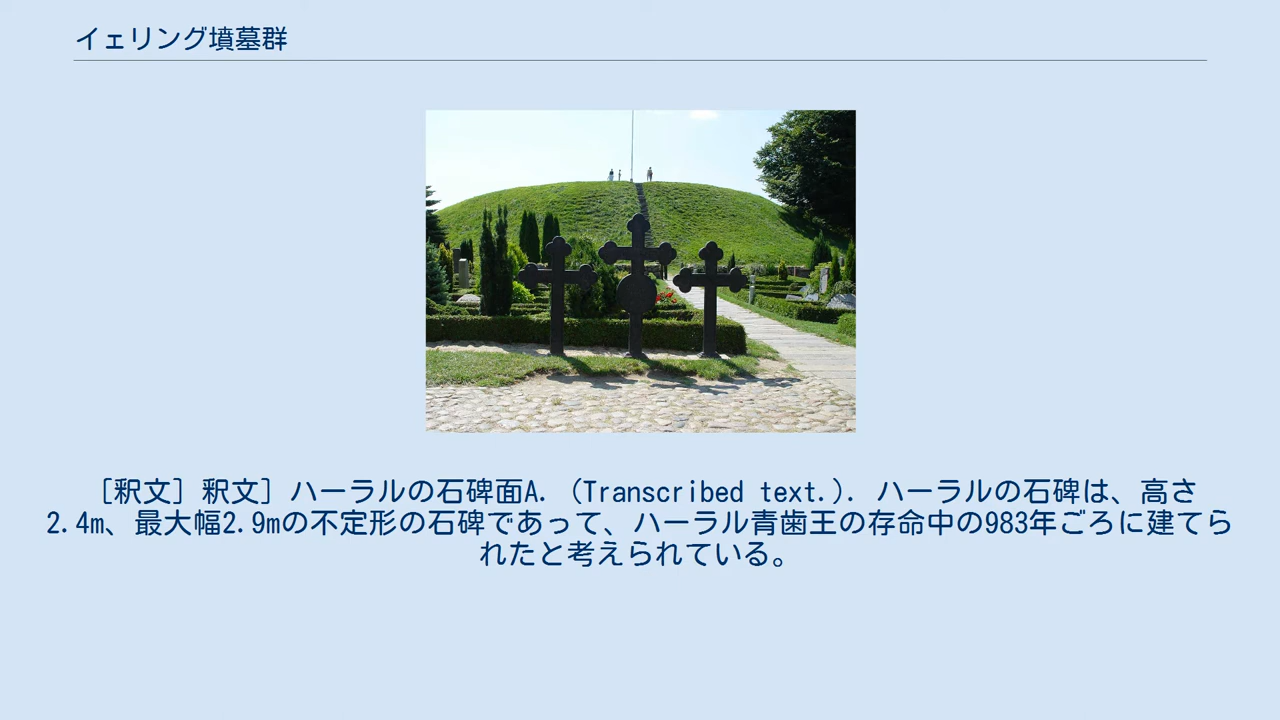 イェリング墳墓群
[釈文] 釈文] ハーラルの石碑面A. (Transcribed text.). ハーラルの石碑は、高さ
2.4m、最大幅2.9mの不定形の石碑であって、ハーラル青歯王の存命中の983年ごろに建てら
れたと考えられている。